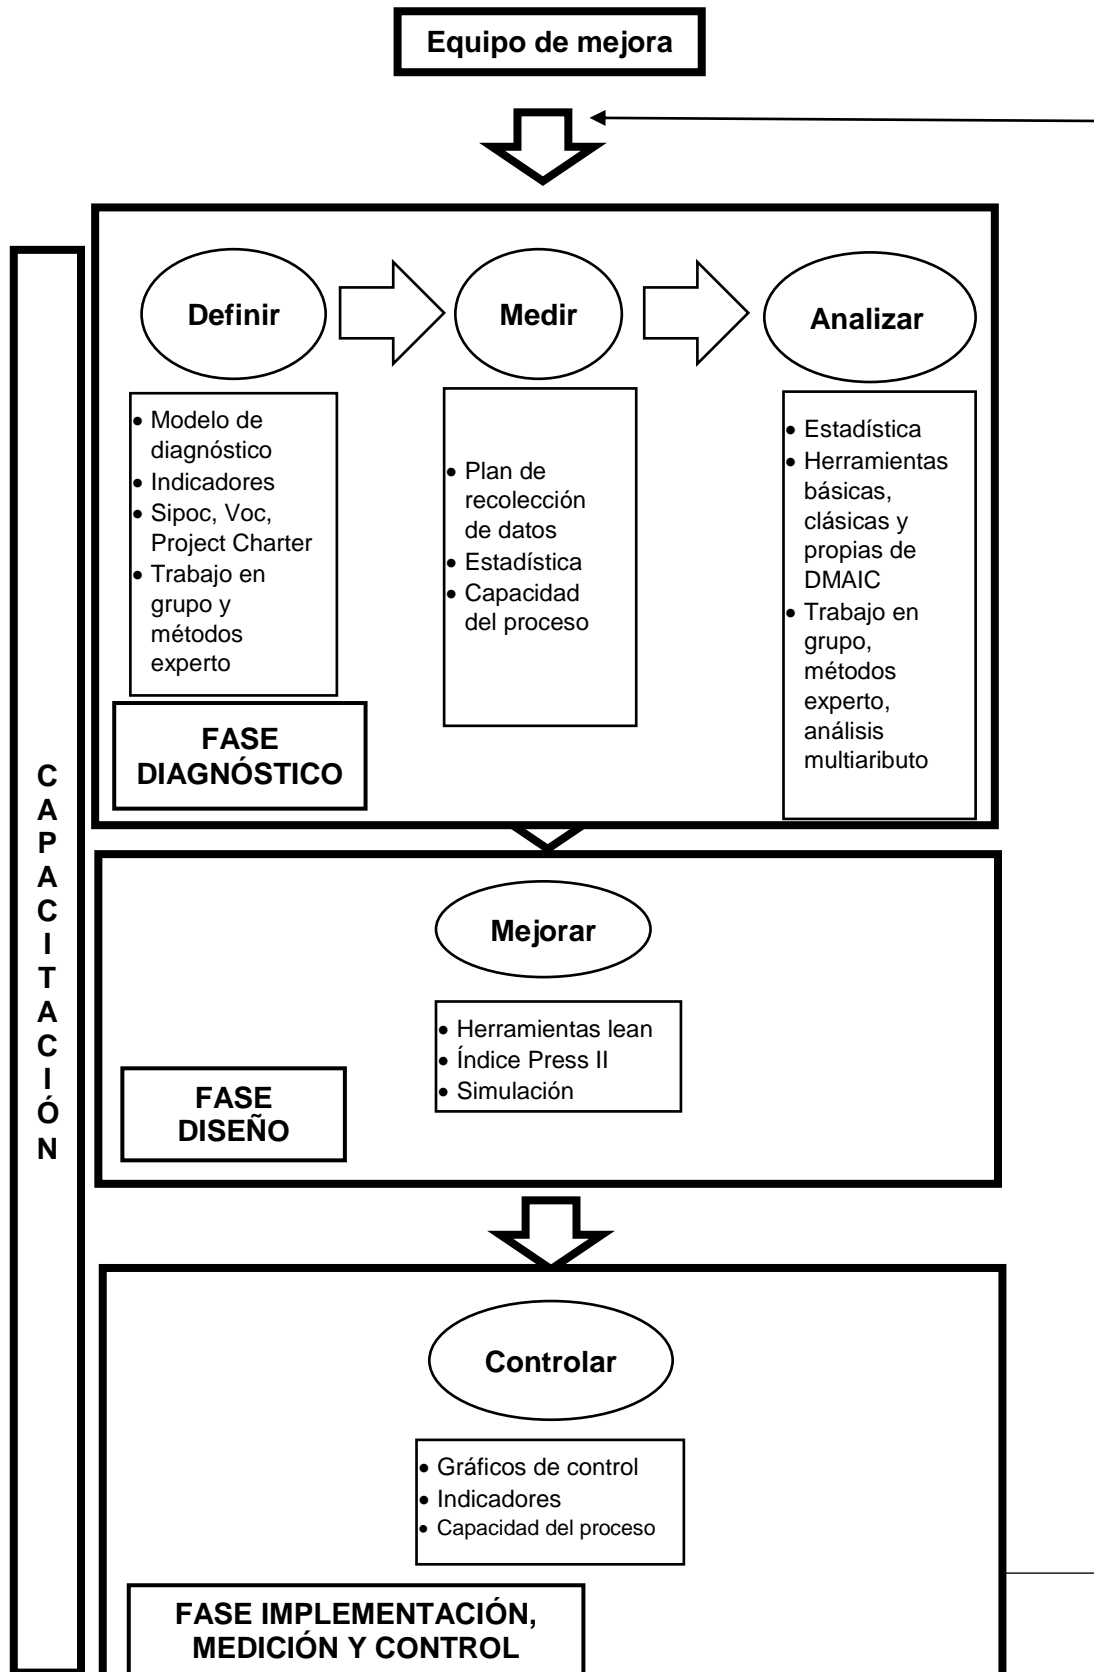 Equipo de mejora
Definir
Medir
Analizar
• Modelo de
diagnóstico
• Indicadores
• Sipoc, Voc,
Project Charter
• Trabajo en
grupo y
métodos
experto
• Plan de
recolección
de datos
• Estadística
• Capacidad
del proceso
• Estadística
• Herramientas
básicas,
clásicas y
propias de
DMAIC
• Trabajo en
grupo,
métodos
experto,
análisis
multiaributo
FASE
DIAGNÓSTICO
C
A
P
A
C
I
T
A
C
I
Ó
N
Mejorar
• Herramientas lean
• Índice Press II
• Simulación
FASE
DISEÑO
Controlar
• Gráficos de control
• Indicadores
• Capacidad del proceso
FASE IMPLEMENTACIÓN,
MEDICIÓN Y CONTROL